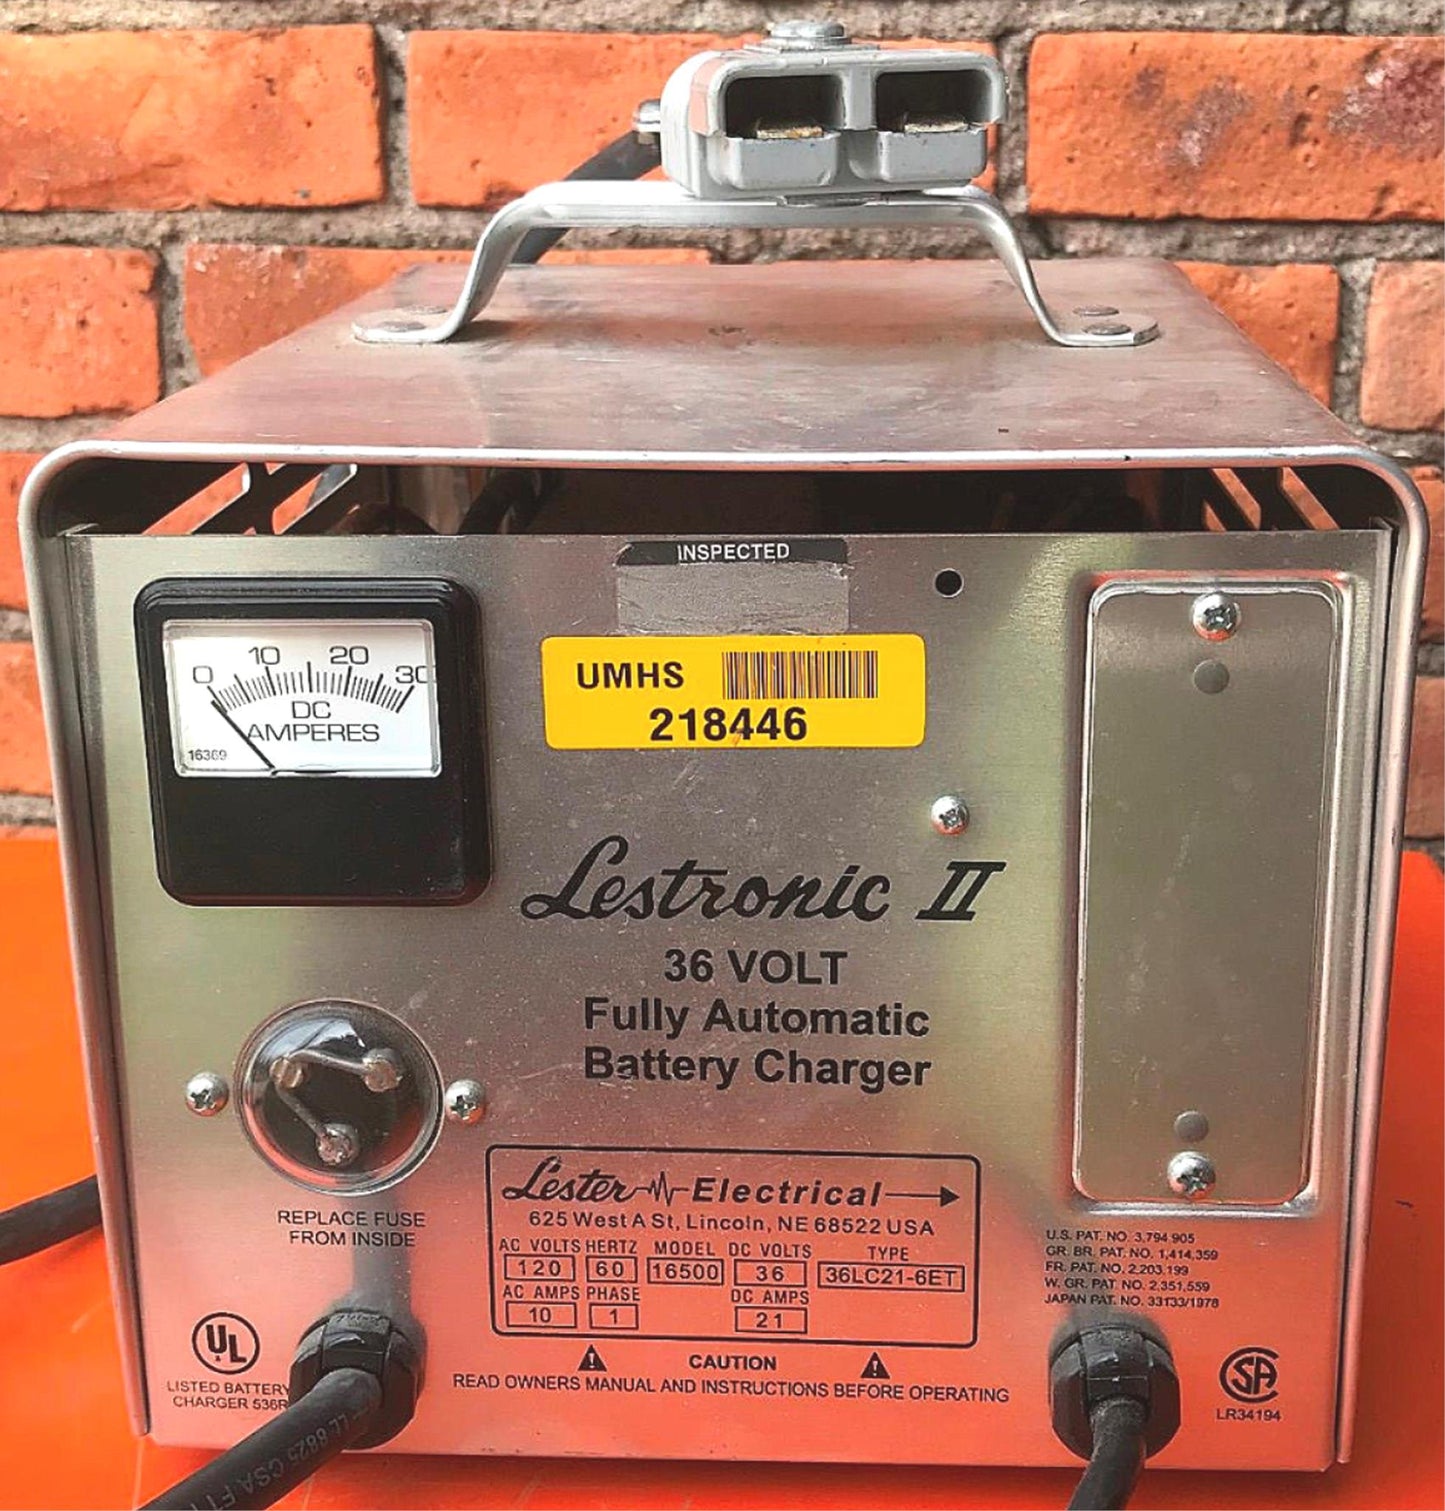 INSPECTED
UMHS
218446
0 10 20 30
DC
AMPERES
16369
Lestronic II
36 VOLT
Fully Automatic
Battery Charger
REPLACE FUSE
FROM INSIDE
Lester Electrical
625 West A St, Lincoln, NE 68522 USA
AC VOLTS HERTZ MODEL DC VOLTS TYPE
120 60 16500 36 36LC21-6ET
AC AMPS PHASE DC AMPS
10 1 21
CAUTION
READ OWNERS MANUAL AND INSTRUCTIONS BEFORE OPERATING
U.S. PAT. NO. 3,794,905
GR. BR. PAT. NO. 1,414,359
FR. PAT. NO. 2,203,199
W. GR. PAT. NO. 2,351,559
JAPAN PAT. NO. 33133/1978
UL
LISTED BATTERY
CHARGER 536R
8825 CSA FT
SA
LR34194